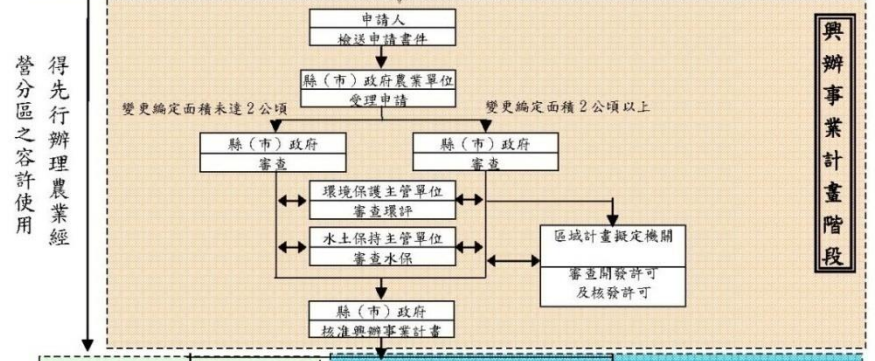 申請人
檢送申請書件
縣（市）政府農業單位
受理申請
變更編定面積未達2公頃
變更編定面積2公頃以上
縣（市）政府
審查
縣（市）政府
審查
環境保護主管單位
審查環評
水土保持主管單位
審查水保
區域計畫擬定機關
審查開發許可
及核發許可
縣（市）政府
核准興辦事業計畫
興辦事業計畫階段
得先行辦理農業經
營分區之容許使用